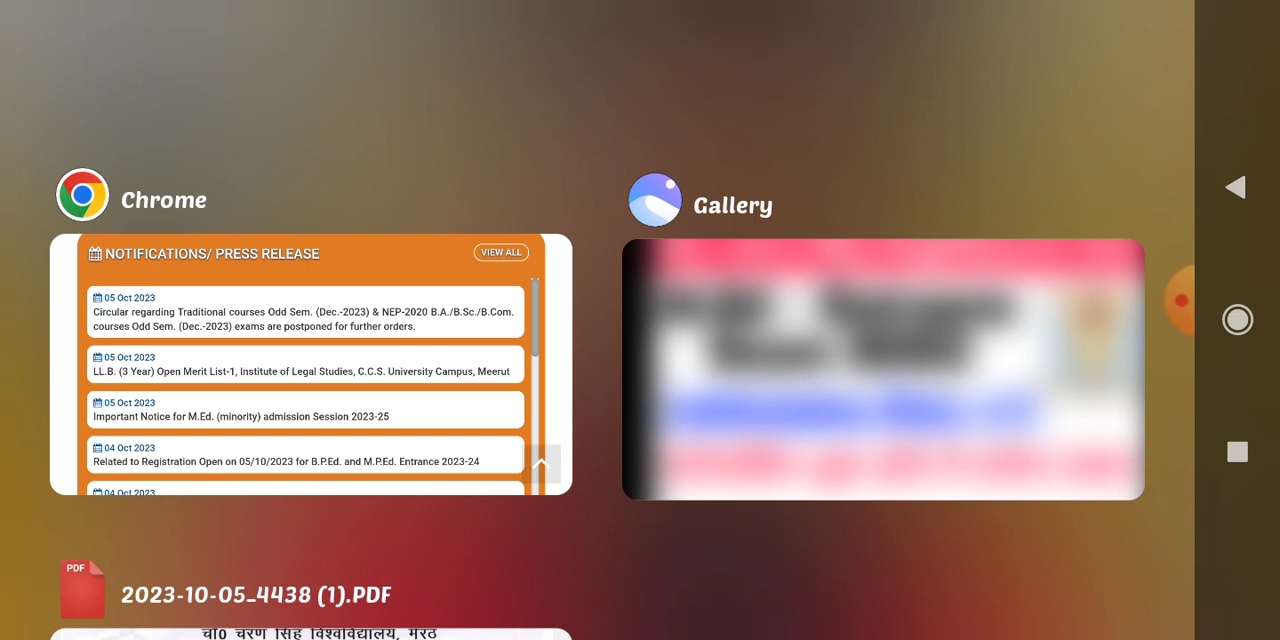 Chrome
NOTIFICATIONS/ PRESS RELEASE
VIEW ALL
05 Oct 2023
Circular regarding Traditional courses Odd Sem. (Dec.-2023) & NEP-2020 B.A./B.Sc./B.Com.
courses Odd Sem. (Dec.-2023) exams are postponed for further orders.
05 Oct 2023
LL.B. (3 Year) Open Merit List-1, Institute of Legal Studies, C.C.S. University Campus, Meerut
05 Oct 2023
Important Notice for M.Ed. (minority) admission Session 2023-25
04 Oct 2023
Related to Registration Open on 05/10/2023 for B.P.Ed. and M.P.Ed. Entrance 2023-24
04 Oct 2023
Gallery
PDF
2023-10-05_4438 (1).PDF
चौ0 चरण सिंह विश्वविद्यालय, मेरठ